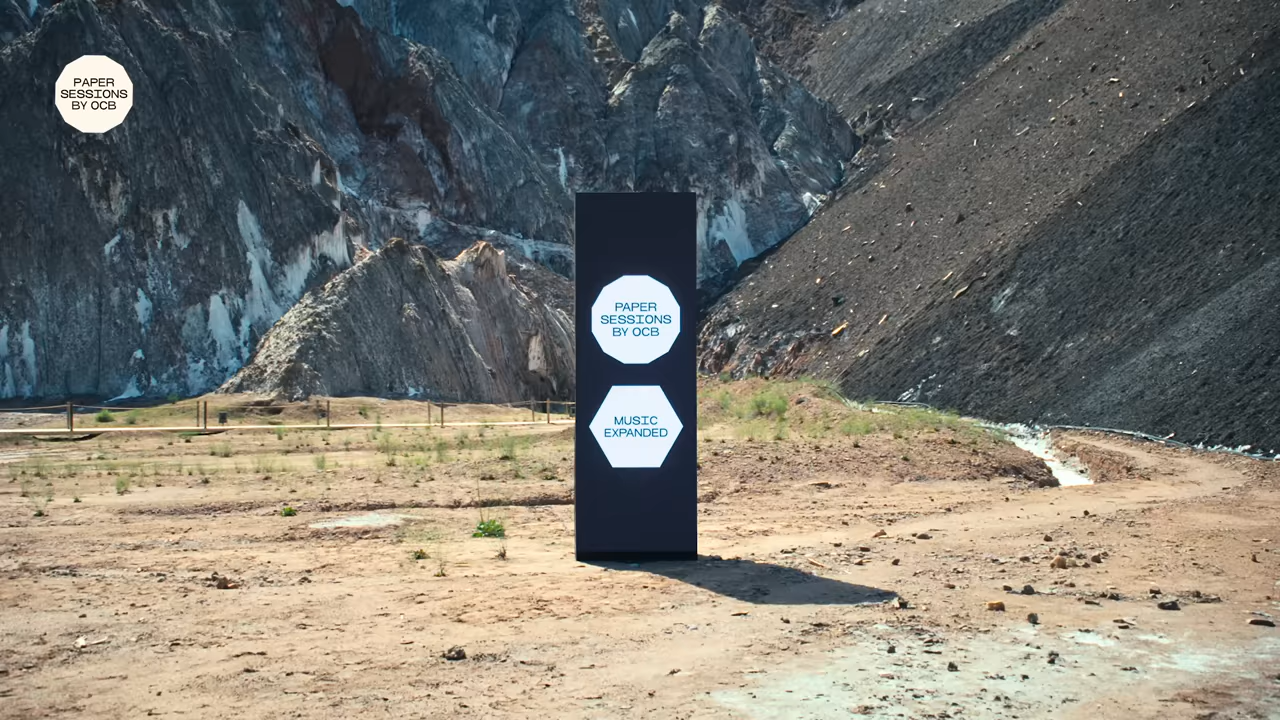 PAPER
SESSIONS
BY OCB
PAPER
SESSIONS
BY OCB
MUSIC
EXPANDED